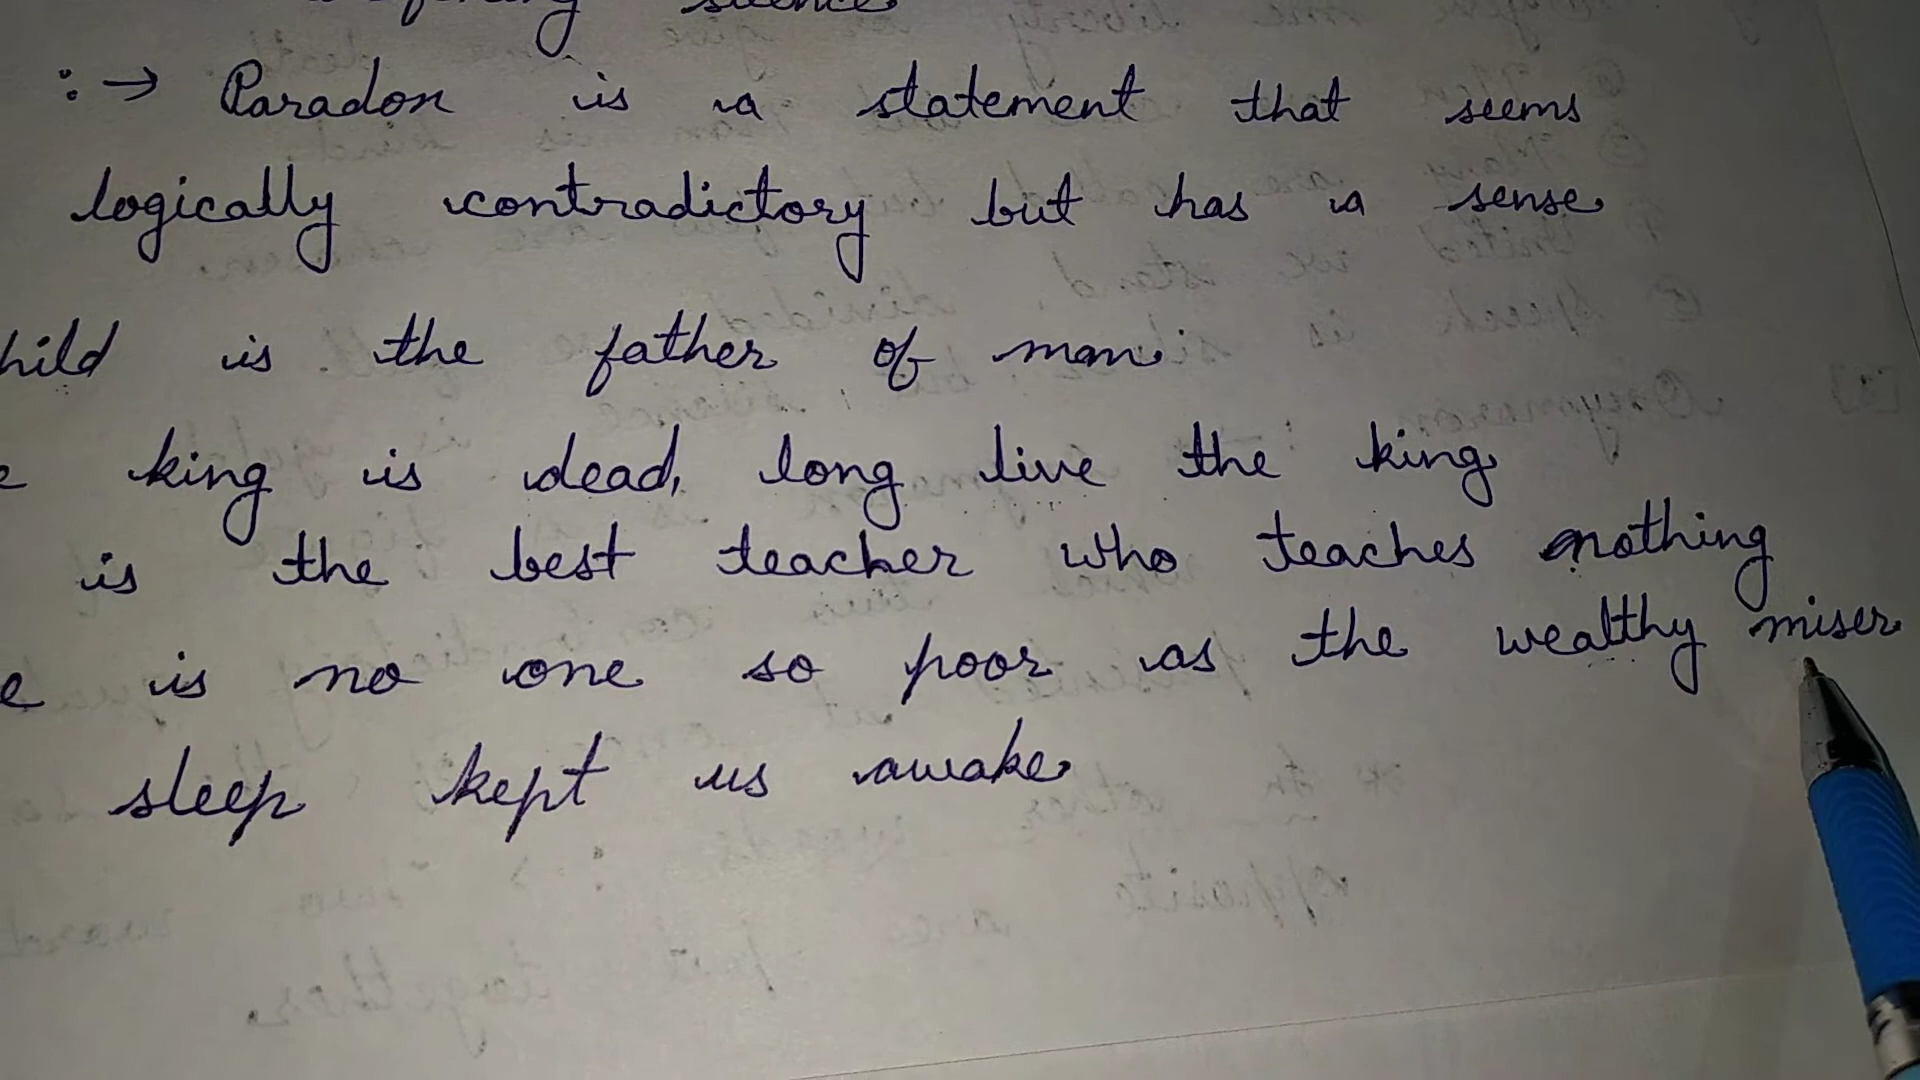 silence
:→ Paradox is a statement that seems
logically contradictory but has a sense
hild is the father of man.
e king is dead, long live the king
is the best teacher who teaches nothing
e is no one so poor as the wealthy miser
sleep kept us awake